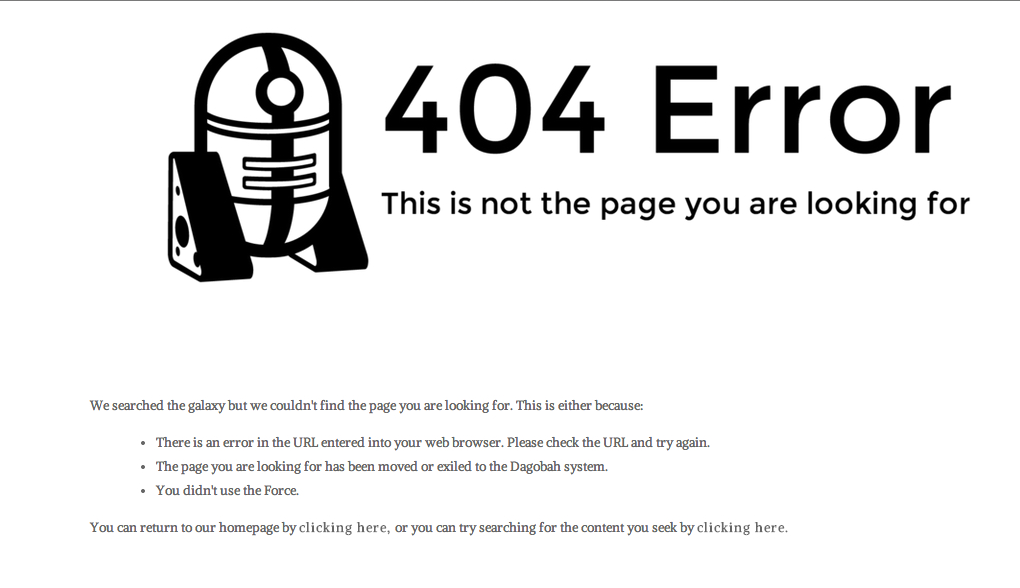 404 Error
This is not the page you are looking for
We searched the galaxy but we couldn't find the page you are looking for. This is either because:
• There is an error in the URL entered into your web browser. Please check the URL and try again.
• The page you are looking for has been moved or exiled to the Dagobah system.
• You didn't use the Force.
You can return to our homepage by clicking here, or you can try searching for the content you seek by clicking here.